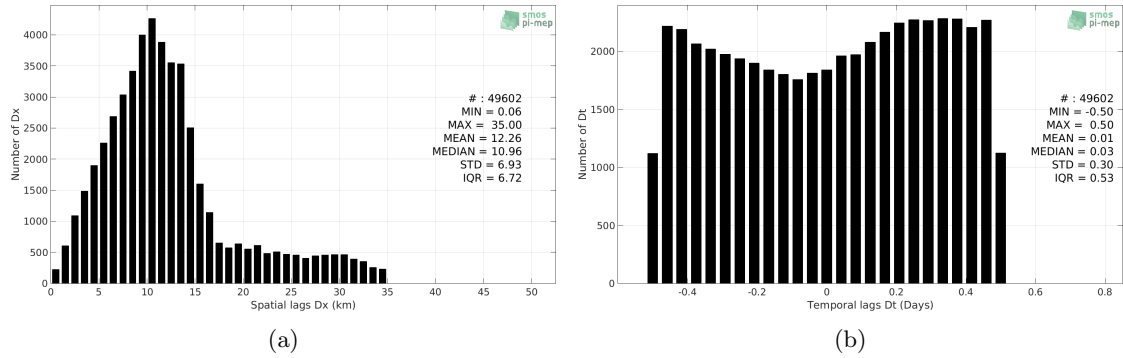 smos
pi-mep
Number of Dx
4000
3500
3000
2500
2000
1500
1000
500
0
# : 49602
MIN = 0.06
MAX = 35.00
MEAN = 12.26
MEDIAN = 10.96
STD = 6.93
IQR = 6.72
0 5 10 15 20 25 30 35 40 45 50
Spatial lags Dx (km)
(a)
smos
pi-mep
Number of Dt
2000
1500
1000
500
0
# : 49602
MIN = -0.50
MAX = 0.50
MEAN = 0.01
MEDIAN = 0.03
STD = 0.30
IQR = 0.53
-0.4 -0.2 0 0.2 0.4 0.6 0.8
Temporal lags Dt (Days)
(b)